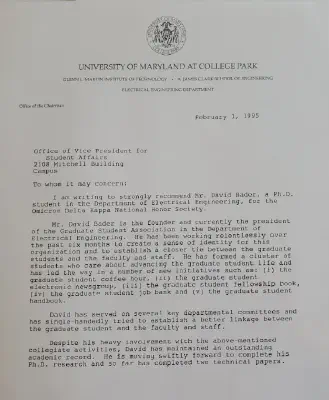 UNIVERSITY OF MARYLAND AT COLLEGE PARK
GLENN L. MARTIN INSTITUTE OF TECHNOLOGY • A. JAMES CLARK SCHOOL OF ENGINEERING
ELECTRICAL ENGINEERING DEPARTMENT
Office of the Chairman
February 3, 1995
Office of Vice President for
Student Affairs
2108 Mitchell Building
Campus
To whom it may concern:
I am writing to strongly recommend Mr. David Bader, a Ph.D.
student in the Department of Electrical Engineering, for the
Omicron Delta Kappa National Honor Society.
Mr. David Bader is the founder and currently the president
of the Graduate Student Association in the Department of
Electrical Engineering. He has been working relentlessly over
the past six months to create a sense of identity for this
organization and to establish a closer tie between the graduate
students and the faculty and staff. He has formed a cluster of
students who care about advancing the graduate student life and
has led the way in a number of new initiatives such as: (i) the
graduate student coffee hour, (ii) the graduate student
electronic newsgroup, (iii) the graduate student fellowship book,
(iv) the graduate student job bank and (v) the graduate student
handbook.
David has served on several key departmental committees and
has single-handedly tried to establish a better linkage between
the graduate student and the faculty and staff.
Despite his heavy involvement with the above-mentioned
collegiate activities, David has maintained an outstanding
academic record. He is moving swiftly forward to complete his
Ph.D. research and so far has completed two technical papers.